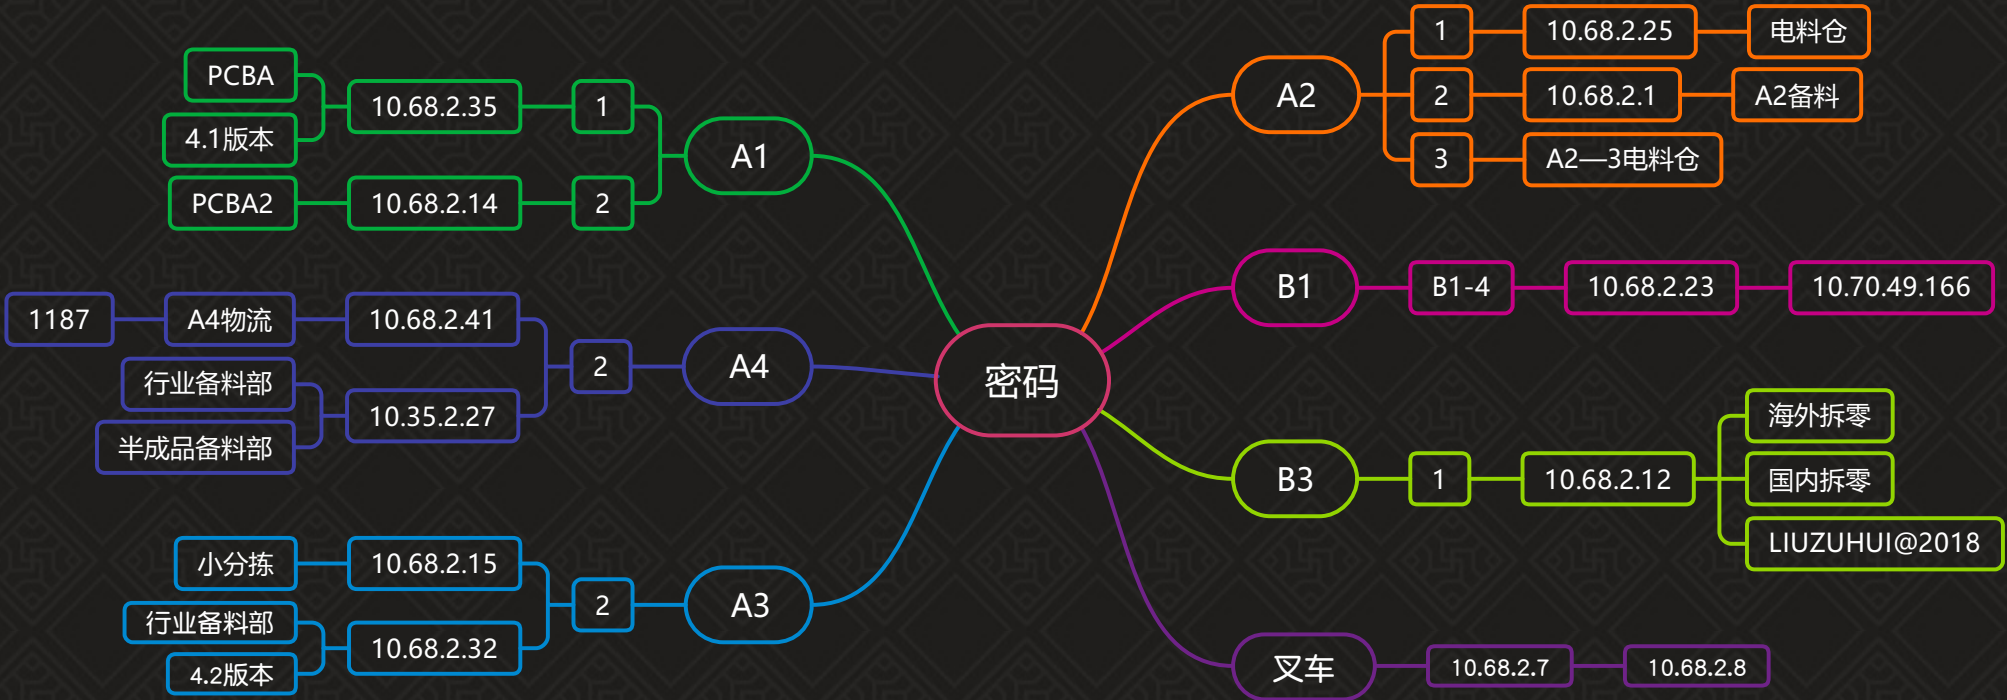 密码
A1
1
10.68.2.35
PCBA
4.1版本
2
10.68.2.14
PCBA2
A4
2
10.68.2.41
A4物流
1187
10.35.2.27
行业备料部
半成品备料部
A3
2
10.68.2.15
小分拣
10.68.2.32
行业备料部
4.2版本
A2
1
10.68.2.25
电料仓
2
10.68.2.1
A2备料
3
A2—3电料仓
B1
B1-4
10.68.2.23
10.70.49.166
B3
1
10.68.2.12
海外拆零
国内拆零
LIUZUHUI@2018
叉车
10.68.2.7
10.68.2.8